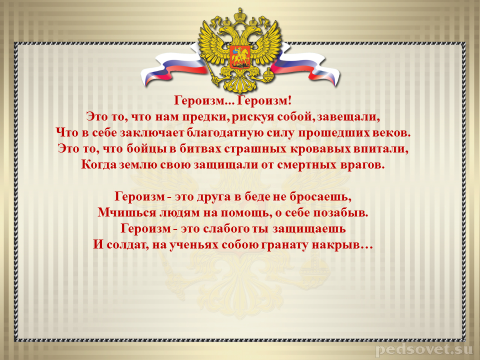 Героизм... Героизм!
Это то, что нам предки, рискуя собой, завещали,
Что в себе заключает благодатную силу прошедших веков.
Это то, что бойцы в битвах страшных кровавых впитали,
Когда землю свою защищали от смертных врагов.
Героизм - это друга в беде не бросаешь,
Мчишься людям на помощь, о себе позабыв.
Героизм - это слабого ты защищаешь
И солдат, на ученьях собою гранату накрыв...
pedsovet.su